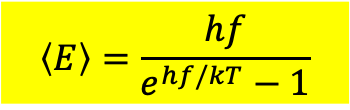 ⟨E⟩ = hf / (e^{hf/kT} − 1)